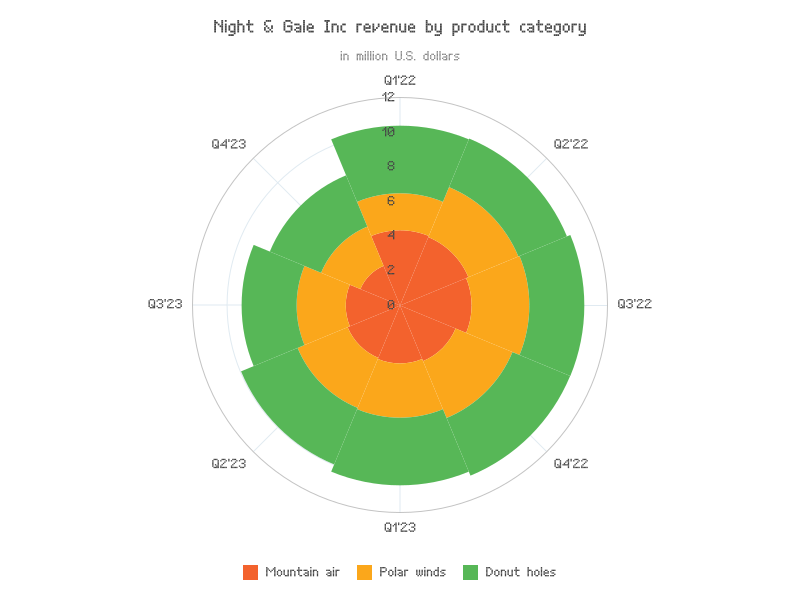 Night & Gale Inc revenue by product category
in million U.S. dollars
Q1'22
12
10
8
6
4
2
0
Q2'22
Q3'22
Q4'22
Q1'23
Q2'23
Q3'23
Q4'23
Mountain air
Polar winds
Donut holes